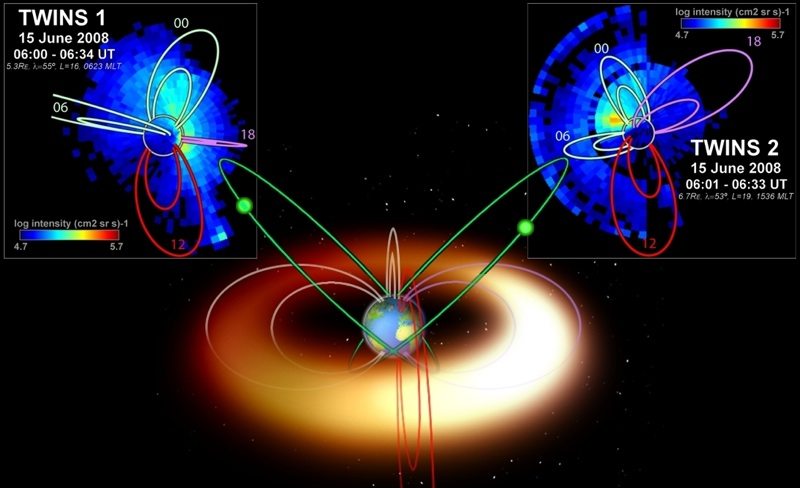 TWINS 1
15 June 2008
06:00 - 06:34 UT
5.3RE, λ=55º, L=16, 0623 MLT
00
06
18
12
log intensity (cm2 sr s)-1
4.7 5.7
log intensity (cm2 sr s)-1
4.7 5.7
18
00
06
12
TWINS 2
15 June 2008
06:01 - 06:33 UT
6.7RE, λ=53º, L=19, 1536 MLT